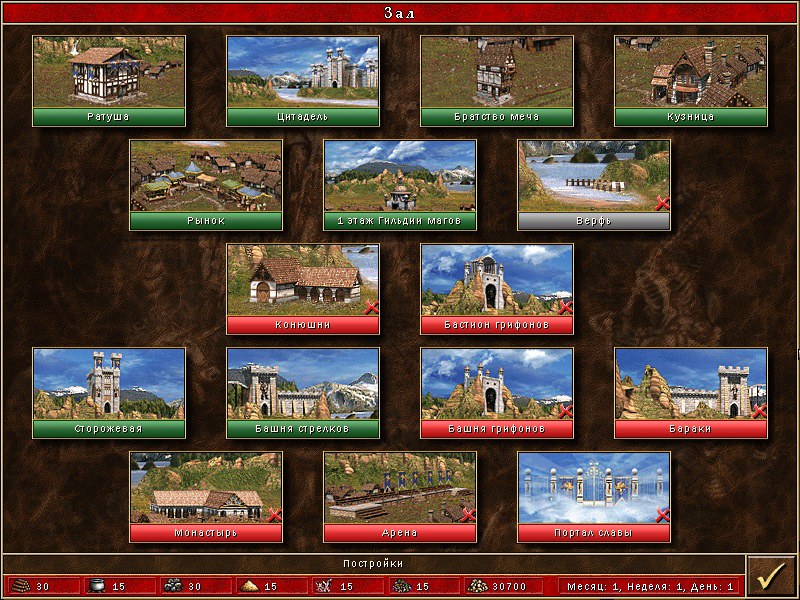 Зал
Ратуша
Цитадель
Братство меча
Кузница
Рынок
1 этаж Гильдии магов
Верфь
Конюшни
Бастион грифонов
Сторожевая
Башня стрелков
Башня грифонов
Бараки
Монастырь
Арена
Портал славы
Постройки
30 15 30 15 15 15 30700 Месяц: 1, Неделя: 1, День: 1